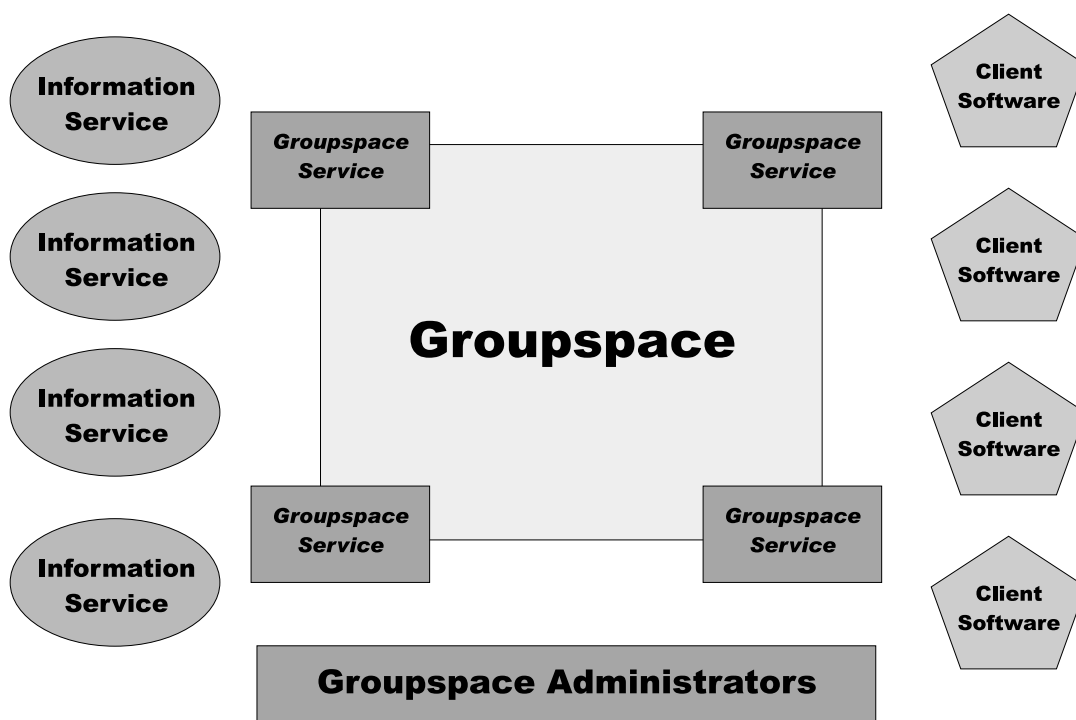 Information
Service
Information
Service
Information
Service
Information
Service
Groupspace
Service
Groupspace
Service
Groupspace
Groupspace
Service
Groupspace
Service
Groupspace Administrators
Client
Software
Client
Software
Client
Software
Client
Software